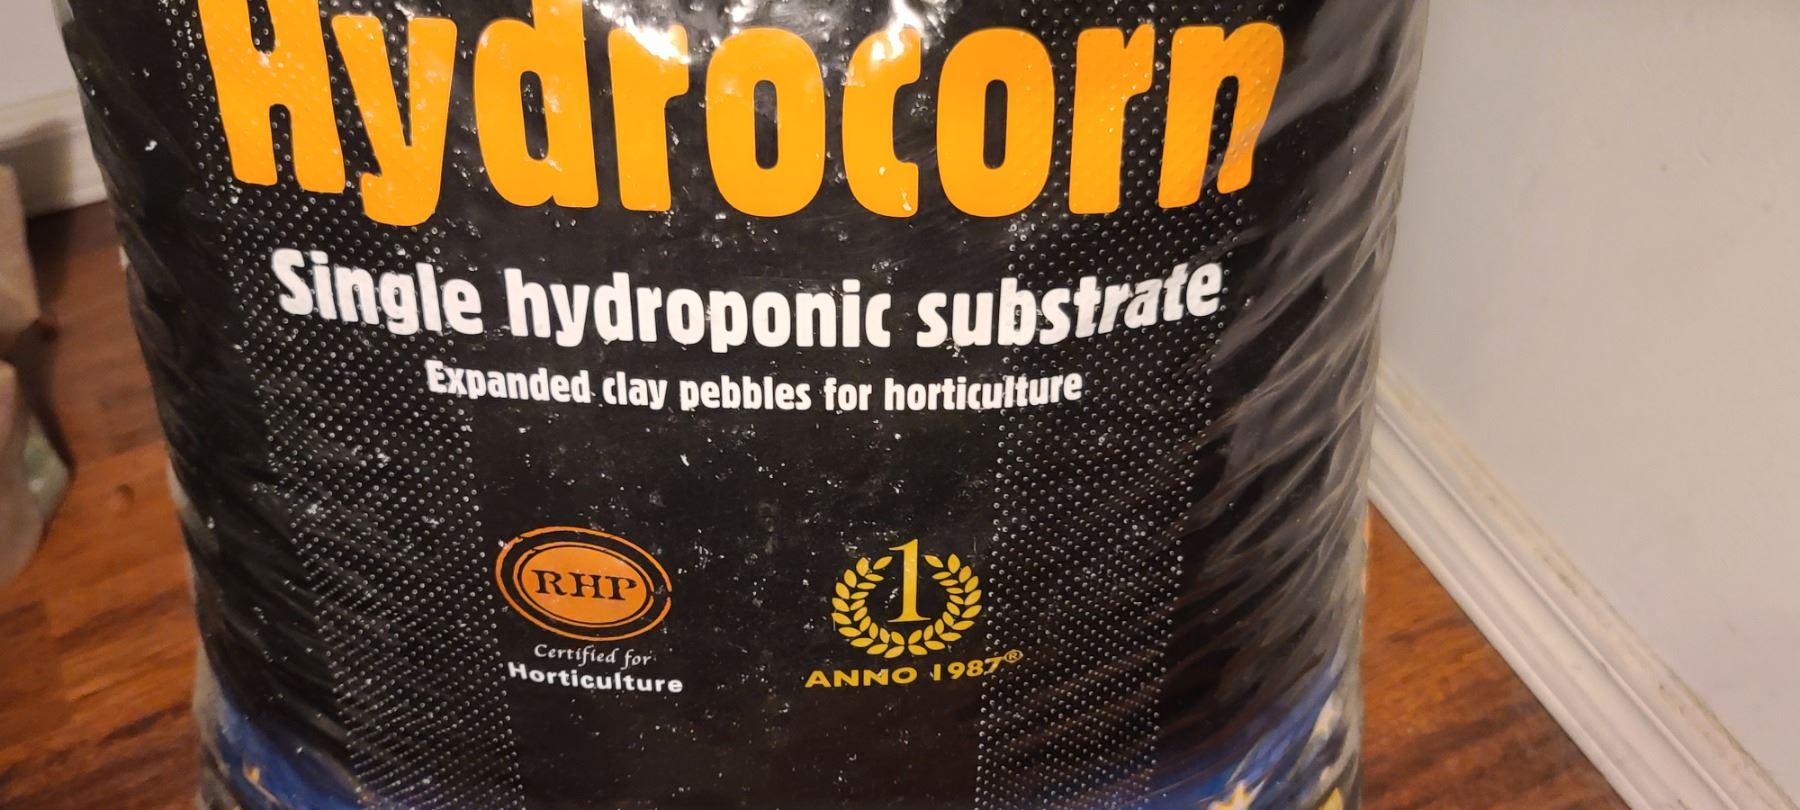 Hydrocorn
Single hydroponic substrate
Expanded clay pebbles for horticulture
RHP
Certified for
Horticulture
1
ANNO 1987®